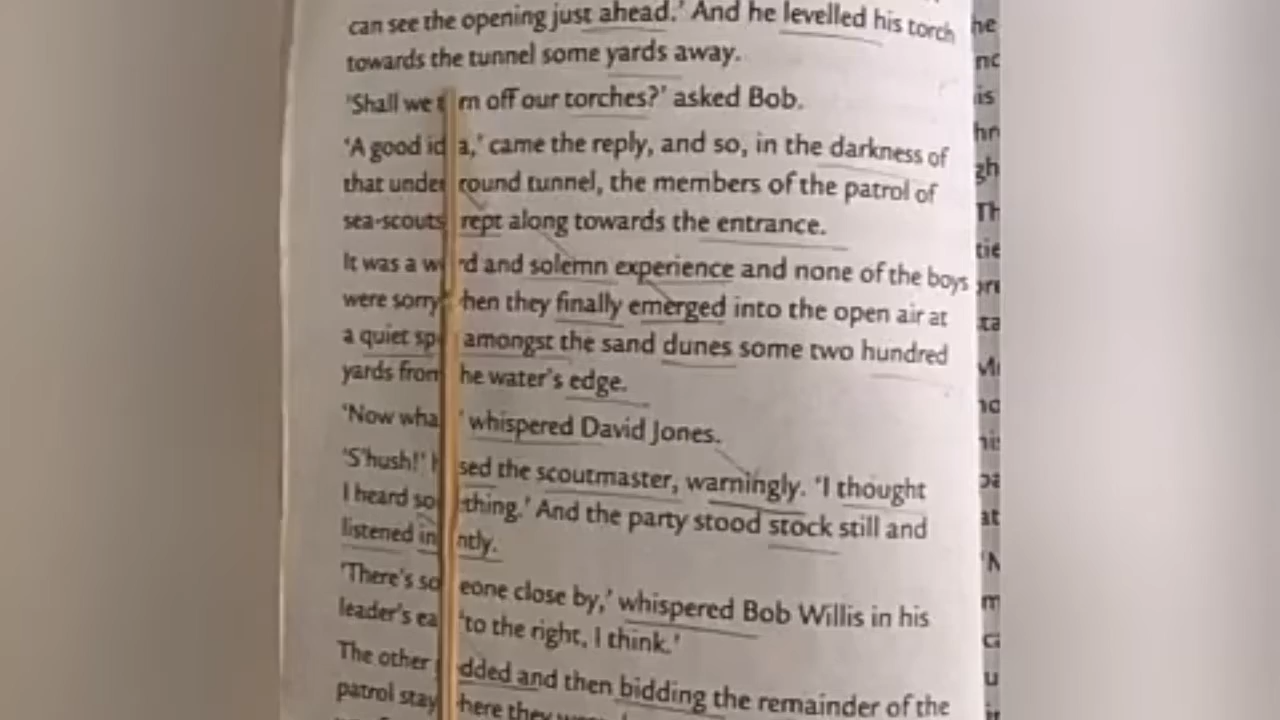 can see the opening just ahead.' And he levelled his torch
towards the tunnel some yards away.
'Shall we turn off our torches?' asked Bob.
'A good idea,' came the reply, and so, in the darkness of
that underground tunnel, the members of the patrol of
sea-scouts crept along towards the entrance.
It was a weird and solemn experience and none of the boys
were sorry when they finally emerged into the open air at
a quiet spot amongst the sand dunes some two hundred
yards from the water's edge.
'Now what?' whispered David Jones.
'S'hush!' hissed the scoutmaster, warningly. 'I thought
I heard something.' And the party stood stock still and
listened intently.
'There's someone close by,' whispered Bob Willis in his
leader's ear, 'to the right, I think.'
The other nodded and then bidding the remainder of the
patrol stay where they